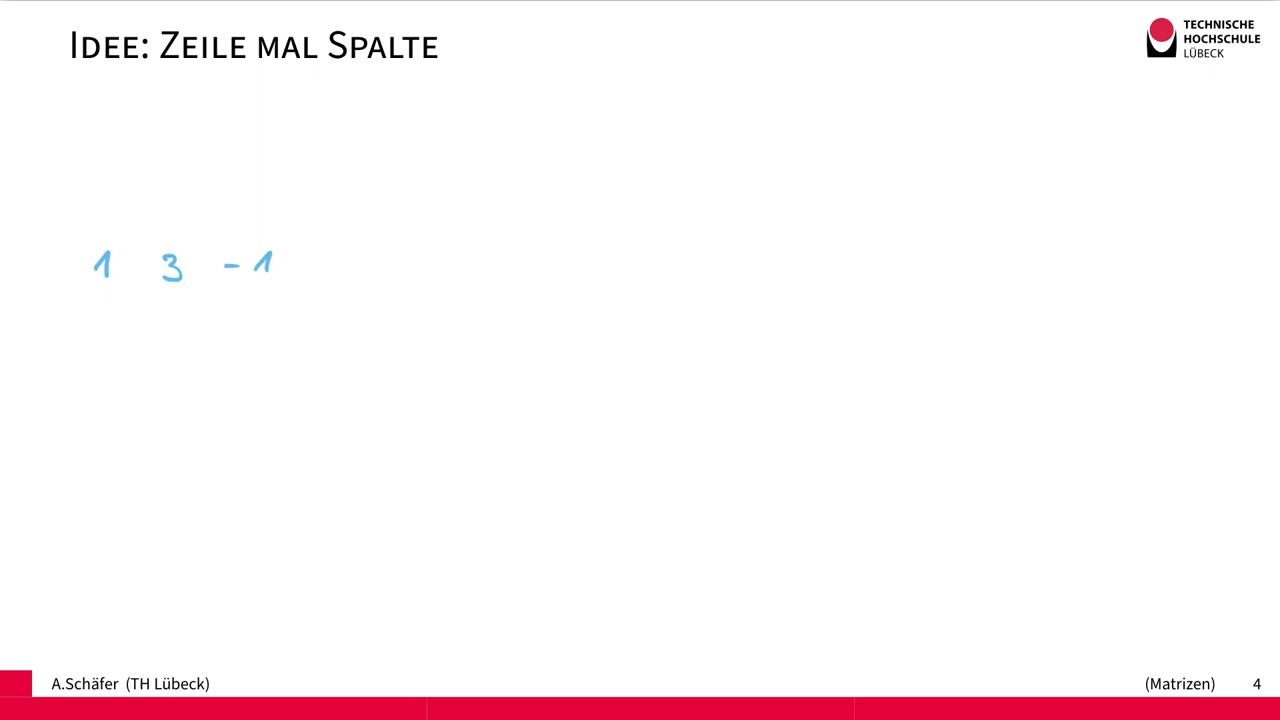 Idee: Zeile mal Spalte
TECHNISCHE
HOCHSCHULE
LÜBECK
1 3 -1
A.Schäfer (TH Lübeck)
(Matrizen) 4